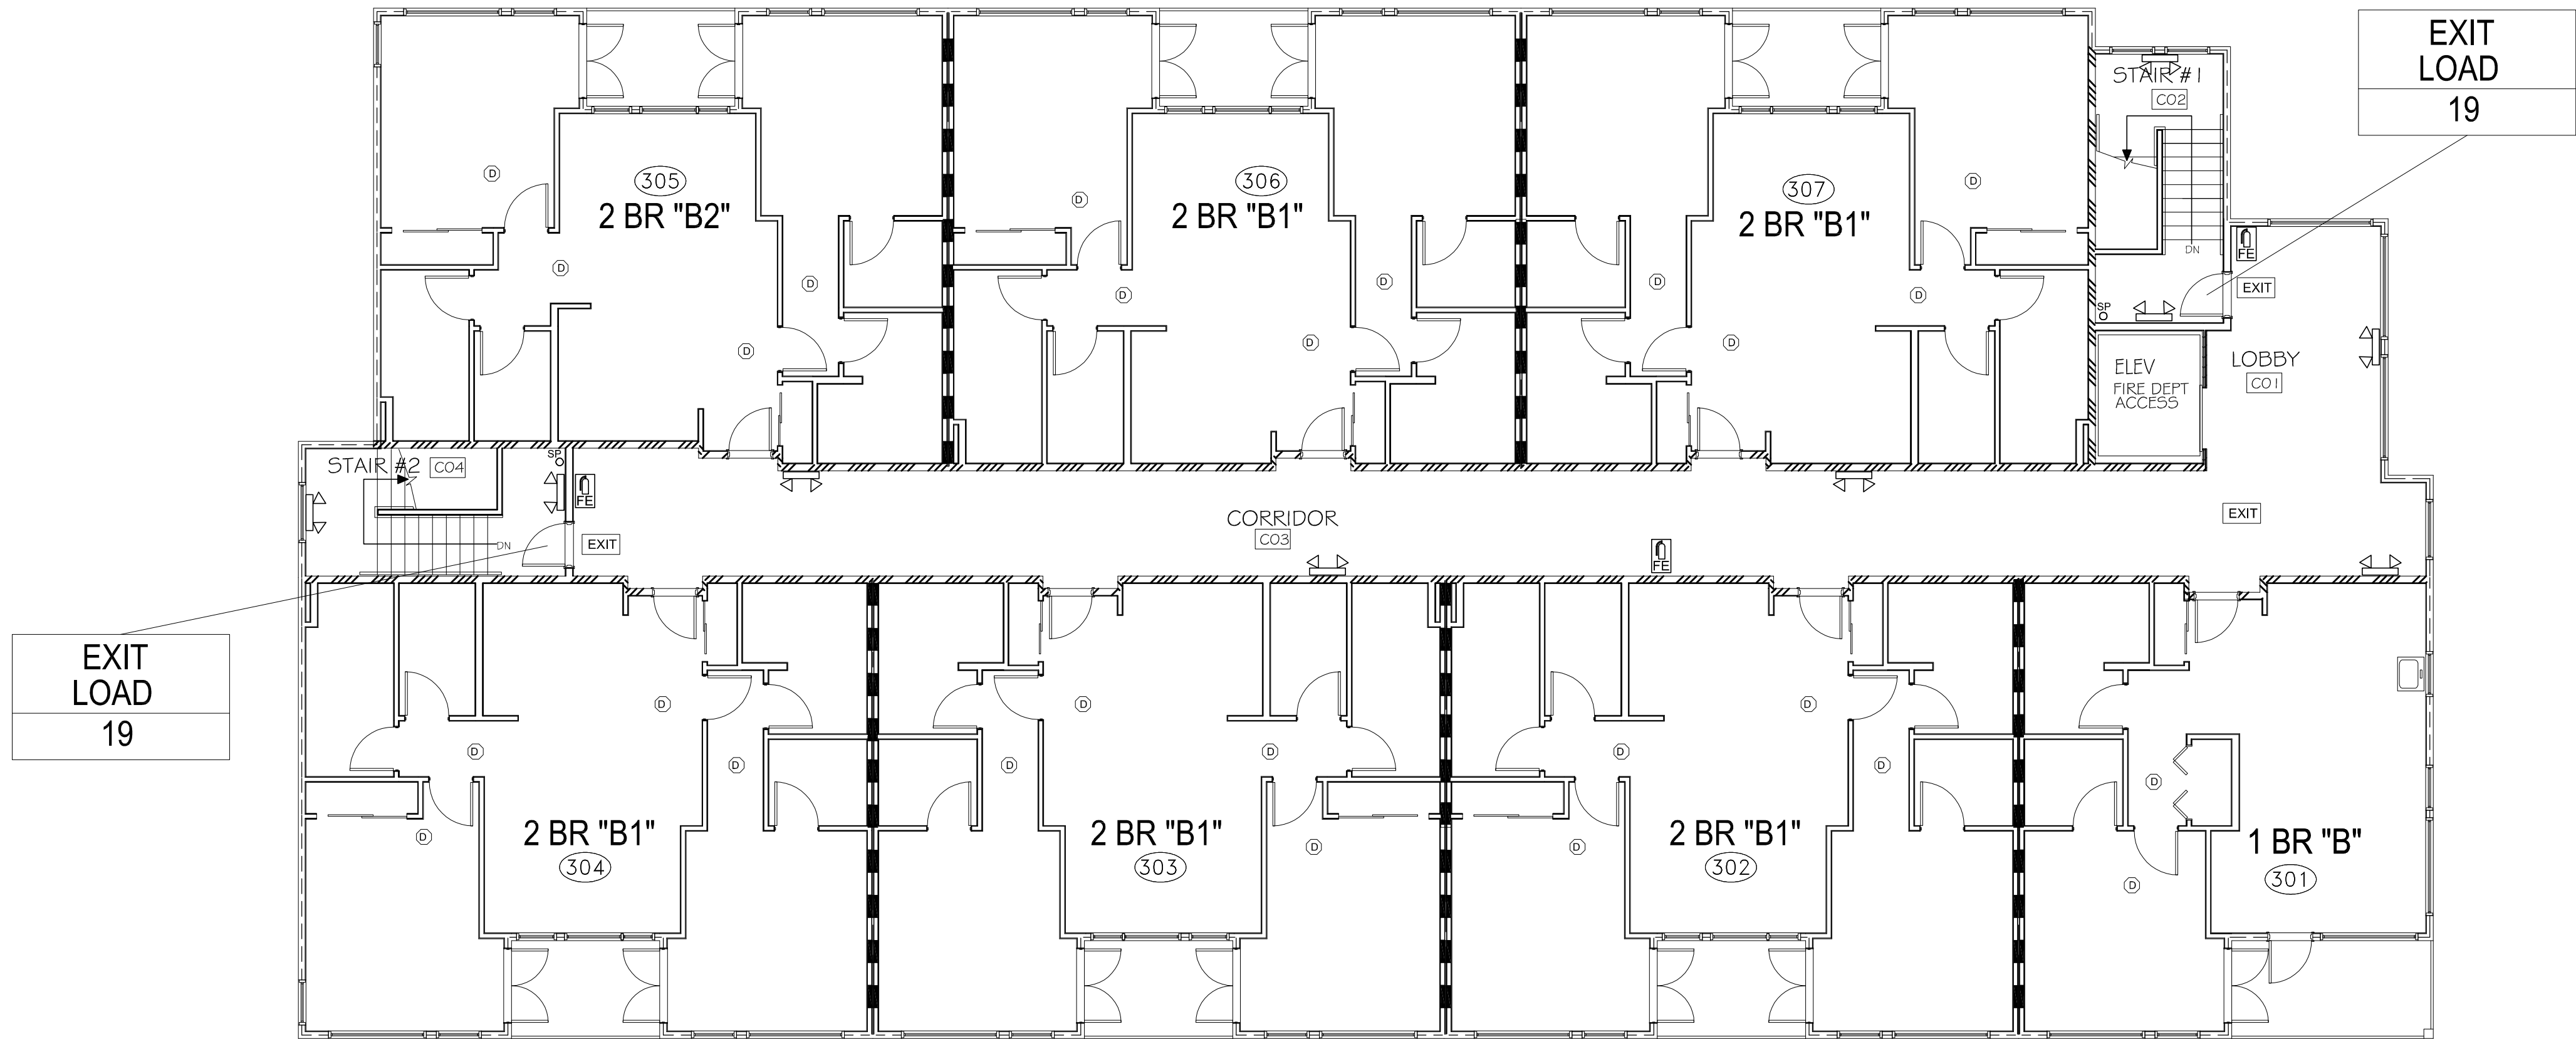 EXIT
LOAD
19
STAIR #1
C02
D
305
2 BR "B2"
D
D
D
D
306
2 BR "B1"
D
D
D
307
2 BR "B1"
D
D
D
D
DN
FE
EXIT
SP
ELEV
FIRE DEPT
ACCESS
LOBBY
C01
STAIR #2
C04
SP
FE
DN
EXIT
CORRIDOR
C03
FE
EXIT
EXIT
LOAD
19
D
D
D
D
2 BR "B1"
304
D
D
D
D
2 BR "B1"
303
D
D
D
D
2 BR "B1"
302
D
D
1 BR "B"
301